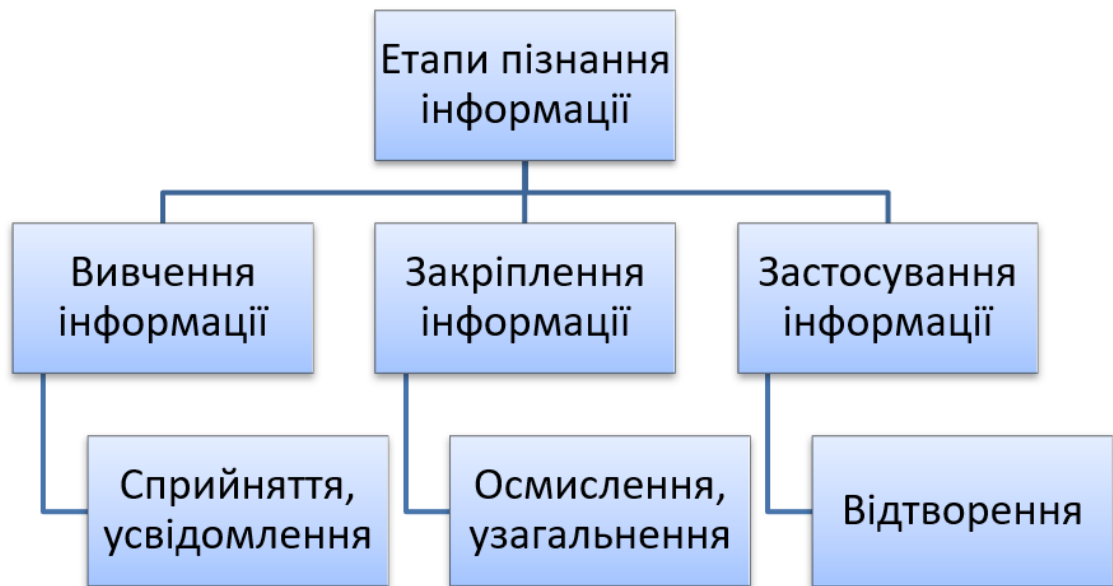 Етапи пізнання
інформації
Вивчення
інформації
Закріплення
інформації
Застосування
інформації
Сприйняття,
усвідомлення
Осмислення,
узагальнення
Відтворення